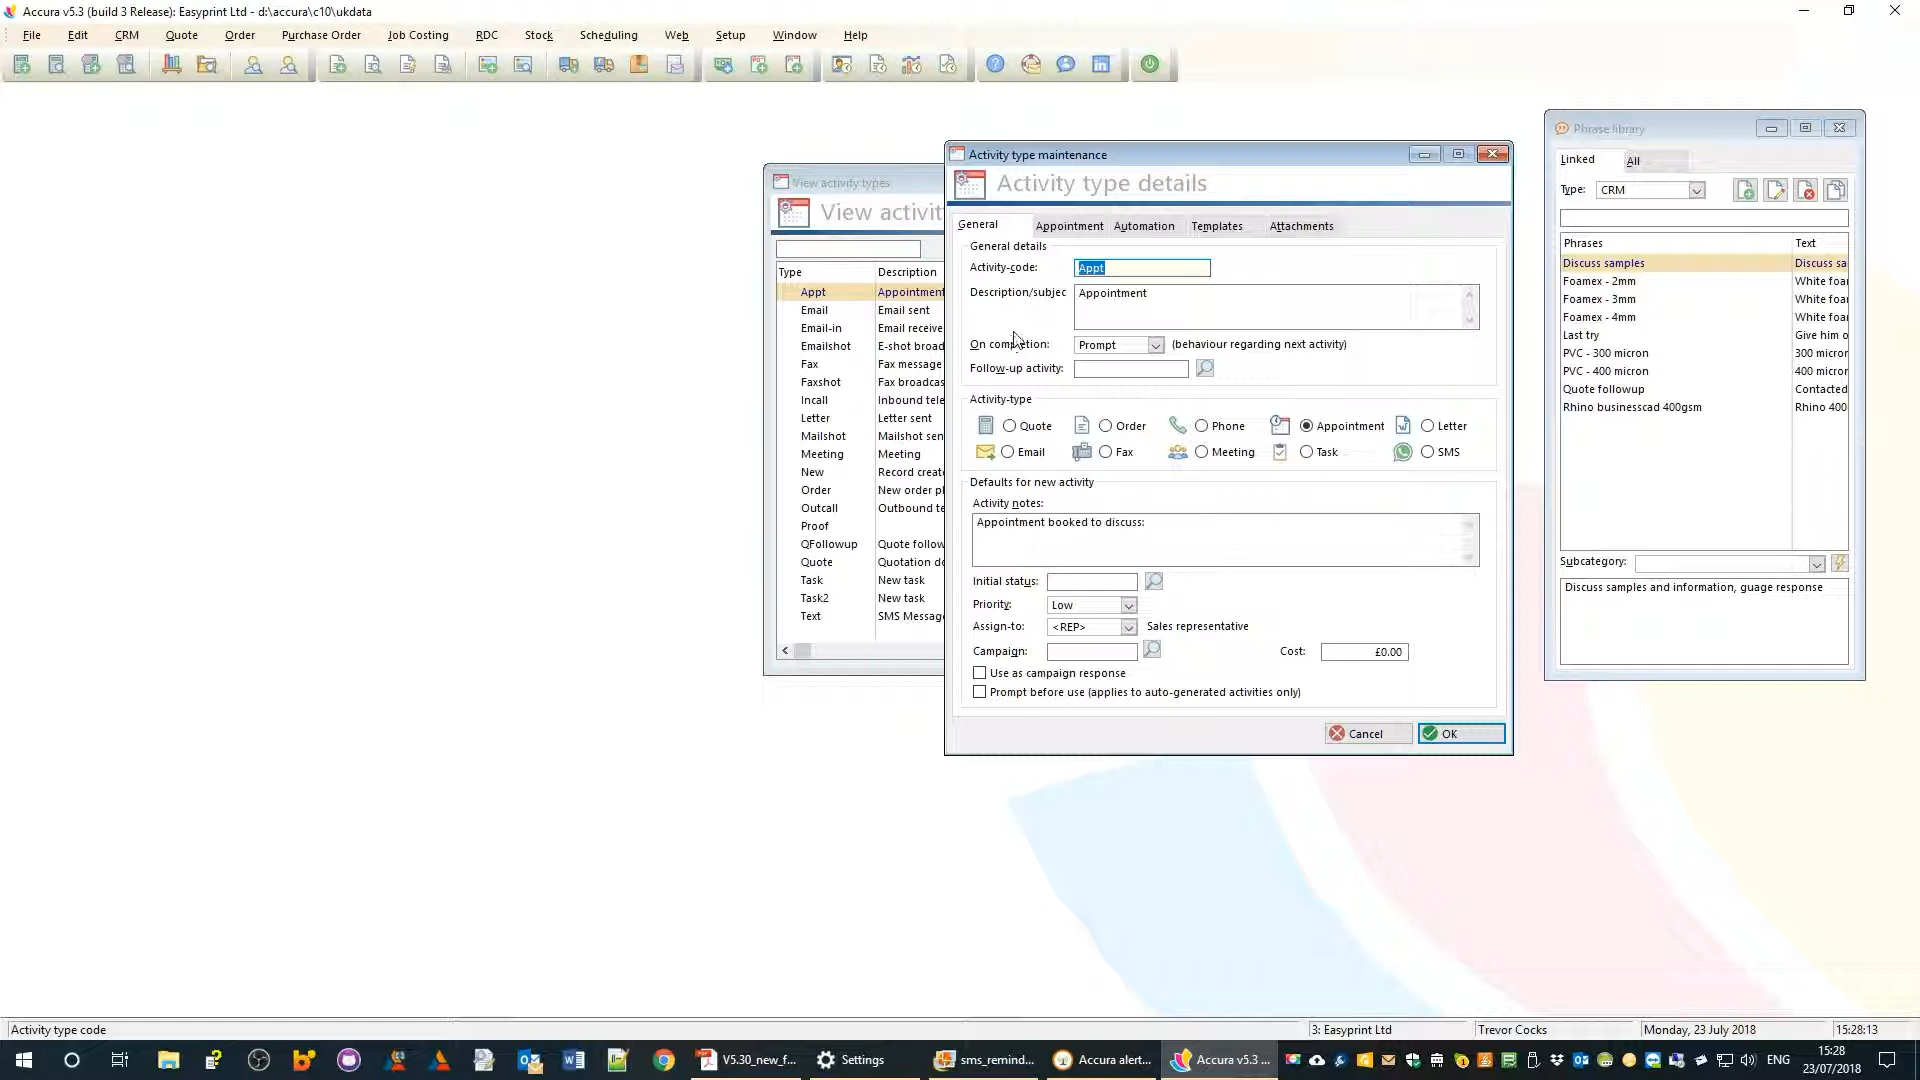 Accura v5.3 (build 3 Release): Easyprint Ltd - d:\accura\c10\ukdata
File Edit CRM Quote Order Purchase Order Job Costing RDC Stock Scheduling Web Setup Window Help
View activity types
View activit
Type Description
Appt Appointment
Email Email sent
Email-in Email receive
Emailshot E-shot broad
Fax Fax message
Faxshot Fax broadcas
Incall Inbound tele
Letter Letter sent
Mailshot Mailshot sen
Meeting Meeting
New Record create
Order New order pl
Outcall Outbound te
Proof
QFollowup Quote follow
Quote Quotation do
Task New task
Task2 New task
Text SMS Message
Activity type maintenance
Activity type details
General Appointment Automation Templates Attachments
General details
Activity-code: Appt
Description/subjec Appointment
On completion: Prompt (behaviour regarding next activity)
Follow-up activity:
Activity-type
Quote Order Phone Appointment Letter
Email Fax Meeting Task SMS
Defaults for new activity
Activity notes:
Appointment booked to discuss:
Initial status:
Priority: Low
Assign-to: <REP> Sales representative
Campaign: Cost: £0.00
Use as campaign response
Prompt before use (applies to auto-generated activities only)
Cancel OK
Phrase library
Linked All
Type: CRM
Phrases Text
Discuss samples Discuss sa
Foamex - 2mm White foa
Foamex - 3mm White foa
Foamex - 4mm White foa
Last try Give him o
PVC - 300 micron 300 micror
PVC - 400 micron 400 micror
Quote followup Contacted
Rhino businesscad 400gsm Rhino 400
Subcategory:
Discuss samples and information, guage response
Activity type code 3: Easyprint Ltd Trevor Cocks Monday, 23 July 2018 15:28:13
V5.30_new_f... Settings sms_remind... Accura alert... Accura v5.3 ... ENG 15:28
23/07/2018